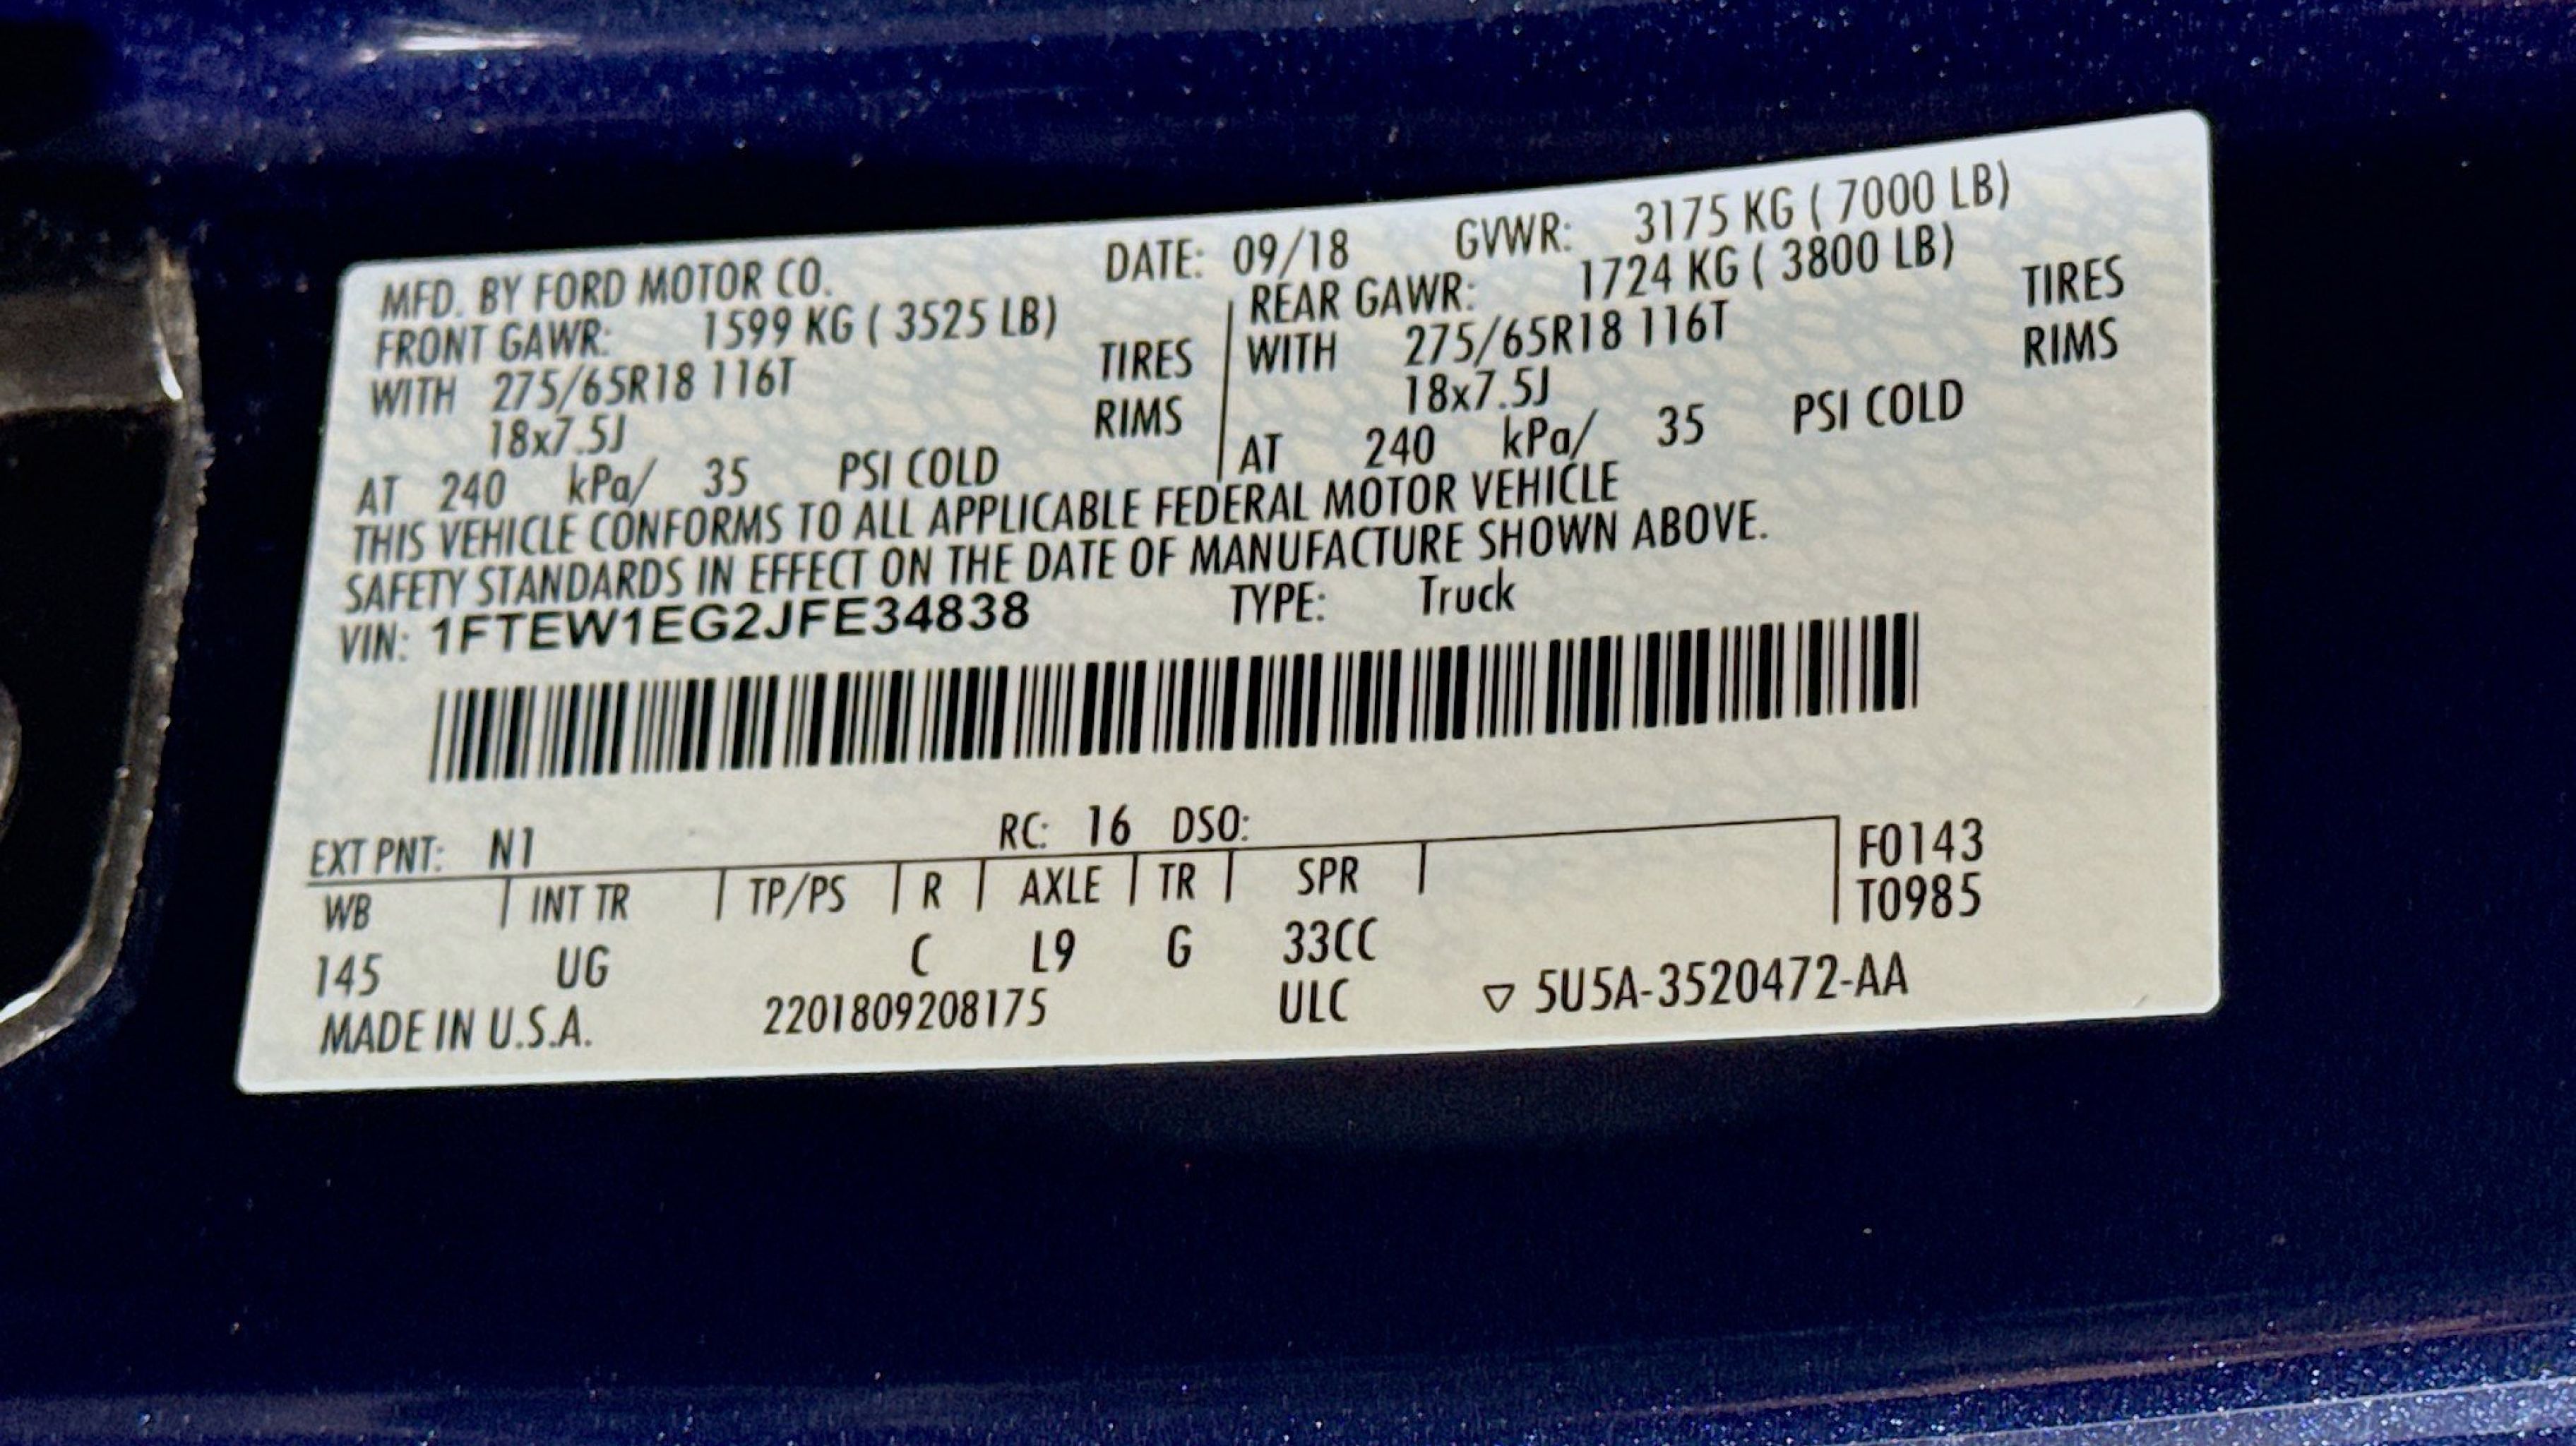 MFD. BY FORD MOTOR CO. DATE: 09/18 GVWR: 3175 KG ( 7000 LB)
FRONT GAWR: 1599 KG ( 3525 LB) REAR GAWR: 1724 KG ( 3800 LB)
WITH 275/65R18 116T TIRES WITH 275/65R18 116T TIRES
18x7.5J RIMS 18x7.5J RIMS
AT 240 kPa/ 35 PSI COLD AT 240 kPa/ 35 PSI COLD
THIS VEHICLE CONFORMS TO ALL APPLICABLE FEDERAL MOTOR VEHICLE
SAFETY STANDARDS IN EFFECT ON THE DATE OF MANUFACTURE SHOWN ABOVE.
VIN: 1FTEW1EG2JFE34838 TYPE: Truck
EXT PNT: N1 RC: 16 DSO: F0143
WB INT TR TP/PS R AXLE TR SPR T0985
145 UG C L9 G 33CC
MADE IN U.S.A. 2201809208175 ULC ▽ 5U5A-3520472-AA